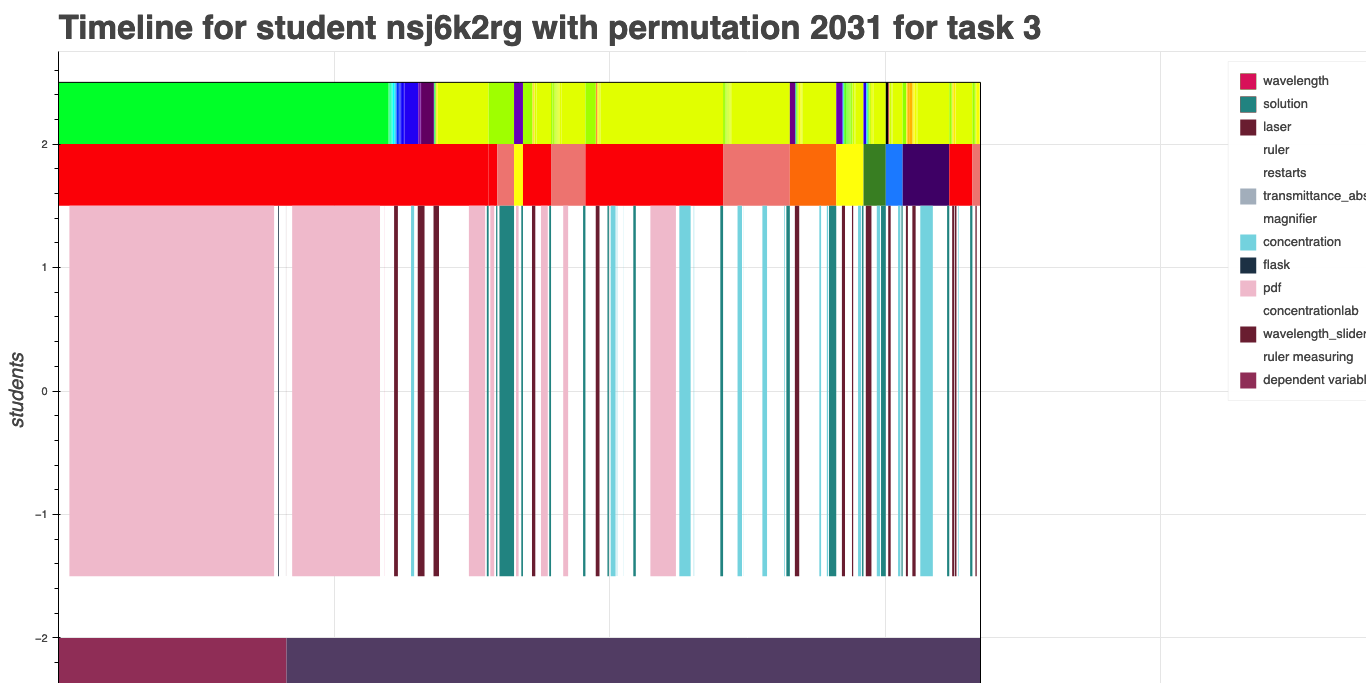 Timeline for student nsj6k2rg with permutation 2031 for task 3
2
1
0
−1
−2
students
wavelength
solution
laser
ruler
restarts
transmittance_abs
magnifier
concentration
flask
pdf
concentrationlab
wavelength_slider
ruler measuring
dependent variabl